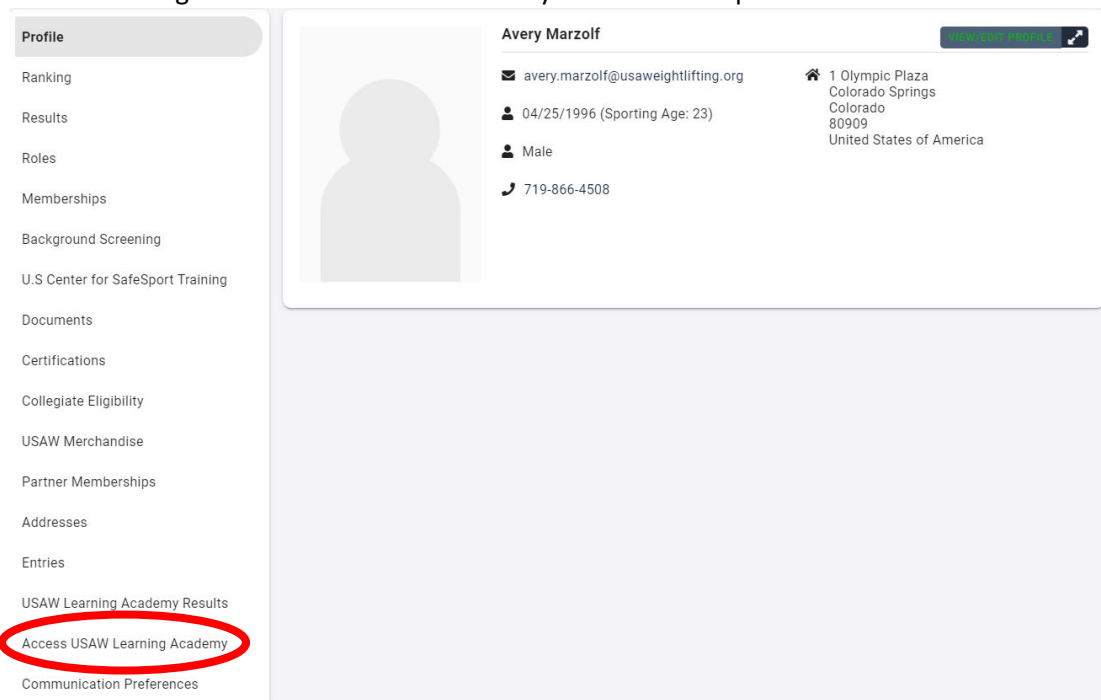 Profile
Ranking
Results
Roles
Memberships
Background Screening
U.S Center for SafeSport Training
Documents
Certifications
Collegiate Eligibility
USAW Merchandise
Partner Memberships
Addresses
Entries
USAW Learning Academy Results
Access USAW Learning Academy
Communication Preferences
Avery Marzolf
VIEW/EDIT PROFILE
avery.marzolf@usaweightlifting.org
04/25/1996 (Sporting Age: 23)
Male
719-866-4508
1 Olympic Plaza
Colorado Springs
Colorado
80909
United States of America